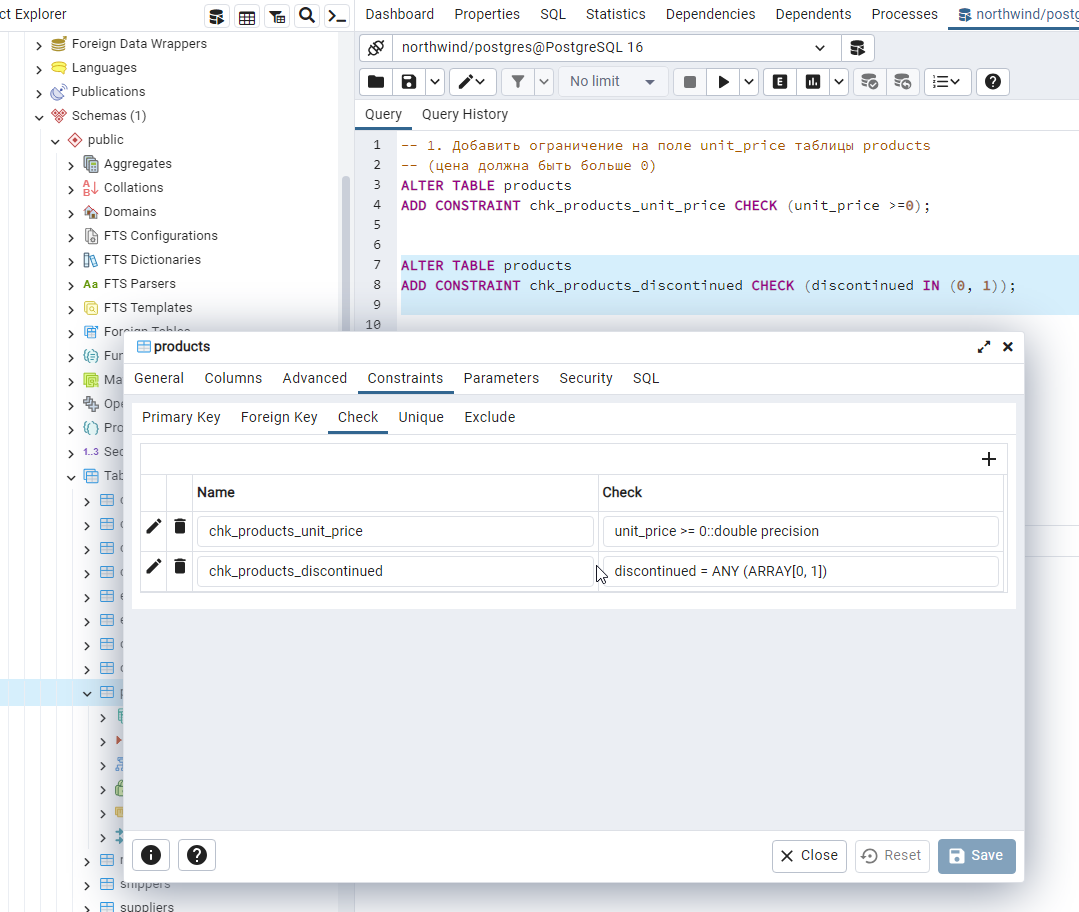 ct Explorer
Dashboard Properties SQL Statistics Dependencies Dependents Processes northwind/postg
Foreign Data Wrappers
Languages
Publications
Schemas (1)
public
Aggregates
Collations
Domains
FTS Configurations
FTS Dictionaries
Aa FTS Parsers
FTS Templates
Foreign Tables
Fun
Ma
Ope
Pro
1..3 Sec
Tab
northwind/postgres@PostgreSQL 16
No limit
E
Query Query History
1 -- 1. Добавить ограничение на поле unit_price таблицы products
2 -- (цена должна быть больше 0)
3 ALTER TABLE products
4 ADD CONSTRAINT chk_products_unit_price CHECK (unit_price >=0);
5
6
7 ALTER TABLE products
8 ADD CONSTRAINT chk_products_discontinued CHECK (discontinued IN (0, 1));
9
10
products
General Columns Advanced Constraints Parameters Security SQL
Primary Key Foreign Key Check Unique Exclude
Name Check
chk_products_unit_price unit_price >= 0::double precision
chk_products_discontinued discontinued = ANY (ARRAY[0, 1])
Close Reset Save
shippers
suppliers